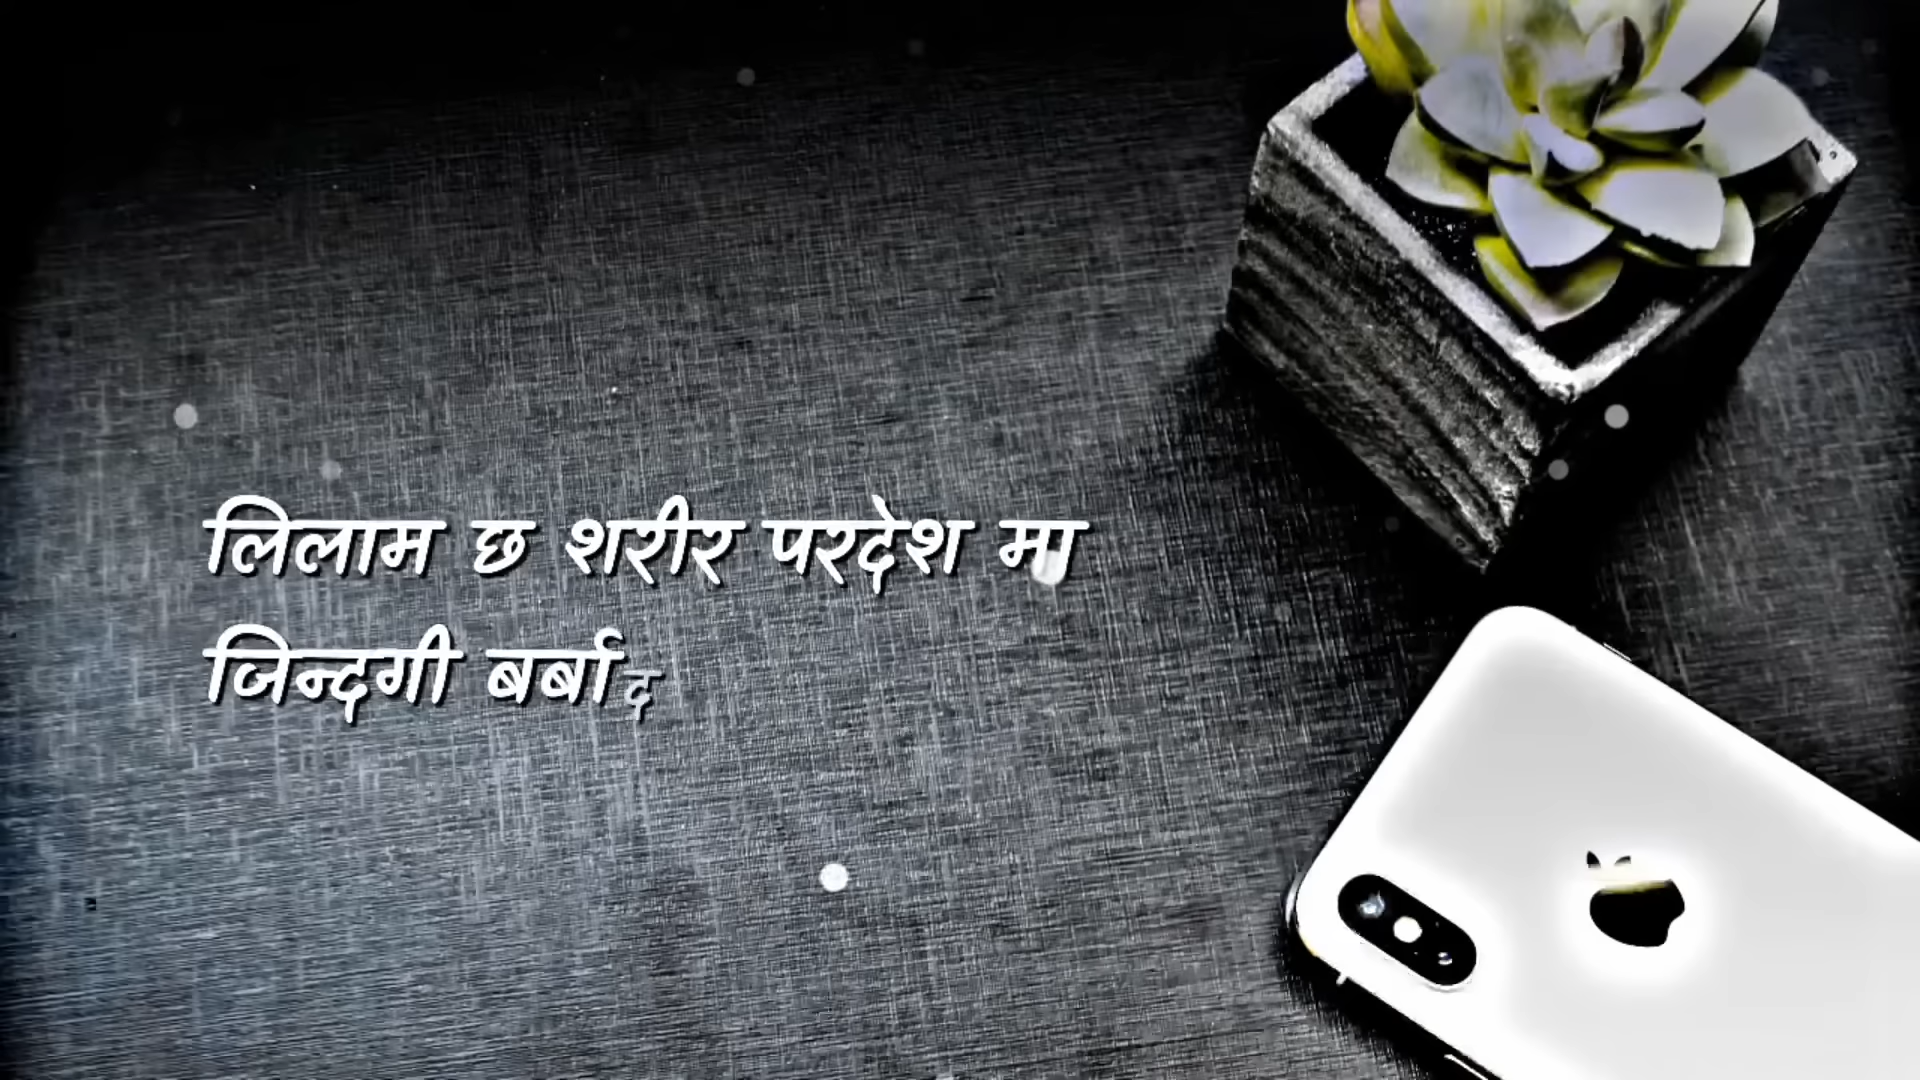 लिलाम छ शरीर परदेश मा
जिन्दगी बर्बाद